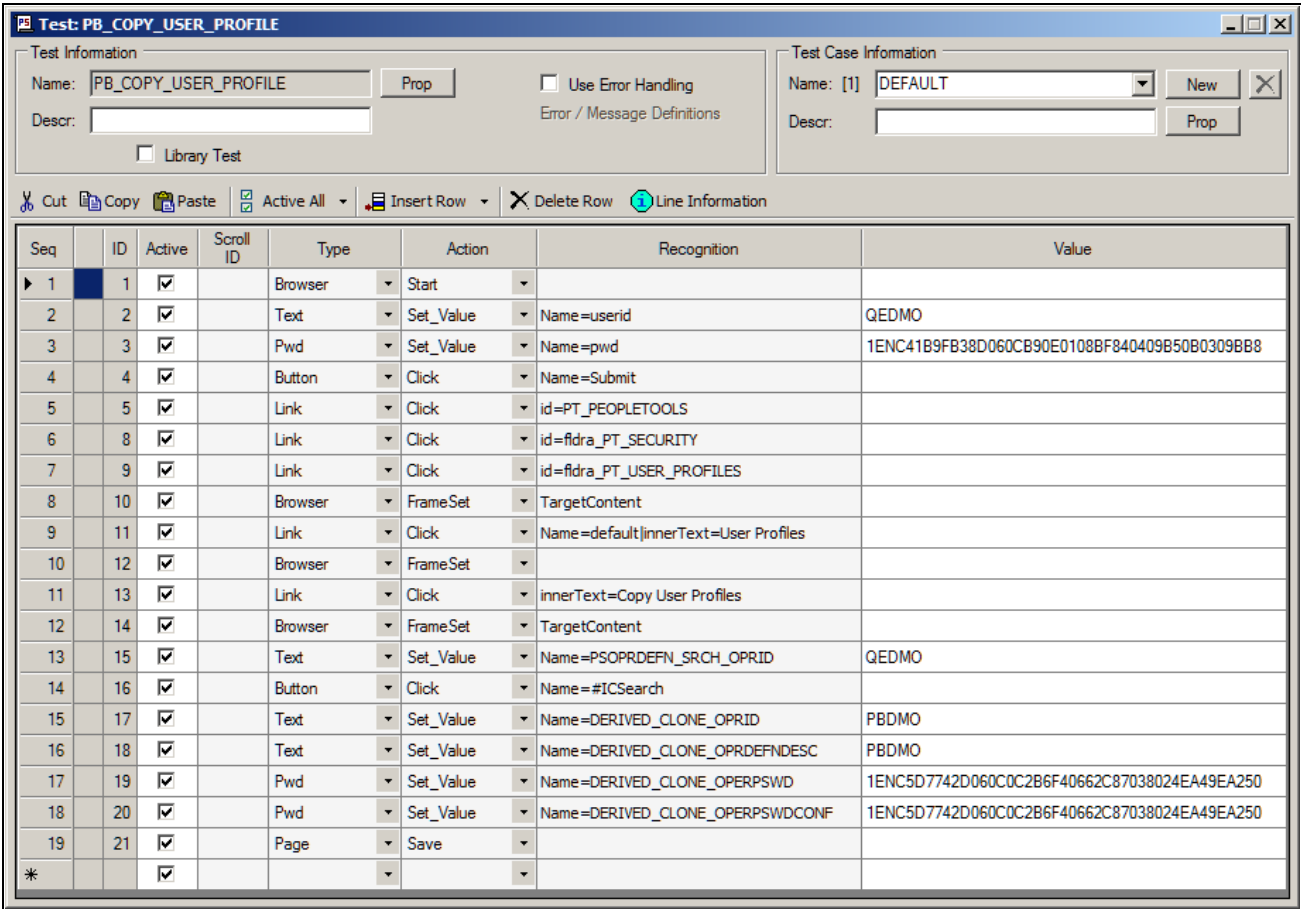 PS Test: PB_COPY_USER_PROFILE
Test Information
Name: PB_COPY_USER_PROFILE Prop
Use Error Handling
Error / Message Definitions
Descr:
Library Test
Test Case Information
Name: [1] DEFAULT New
Descr: Prop
Cut Copy Paste Active All Insert Row Delete Row Line Information
Seq ID Active Scroll ID Type Action Recognition Value
1 1 Browser Start
2 2 Text Set_Value Name=userid QEDMO
3 3 Pwd Set_Value Name=pwd 1ENC41B9FB38D060CB90E0108BF840409B50B0309BB8
4 4 Button Click Name=Submit
5 5 Link Click id=PT_PEOPLETOOLS
6 8 Link Click id=fldra_PT_SECURITY
7 9 Link Click id=fldra_PT_USER_PROFILES
8 10 Browser FrameSet TargetContent
9 11 Link Click Name=default|innerText=User Profiles
10 12 Browser FrameSet
11 13 Link Click innerText=Copy User Profiles
12 14 Browser FrameSet TargetContent
13 15 Text Set_Value Name=PSOPRDEFN_SRCH_OPRID QEDMO
14 16 Button Click Name=#ICSearch
15 17 Text Set_Value Name=DERIVED_CLONE_OPRID PBDMO
16 18 Text Set_Value Name=DERIVED_CLONE_OPRDEFNDESC PBDMO
17 19 Pwd Set_Value Name=DERIVED_CLONE_OPERPSWD 1ENC5D7742D060C0C2B6F40662C87038024EA49EA250
18 20 Pwd Set_Value Name=DERIVED_CLONE_OPERPSWDCONF 1ENC5D7742D060C0C2B6F40662C87038024EA49EA250
19 21 Page Save